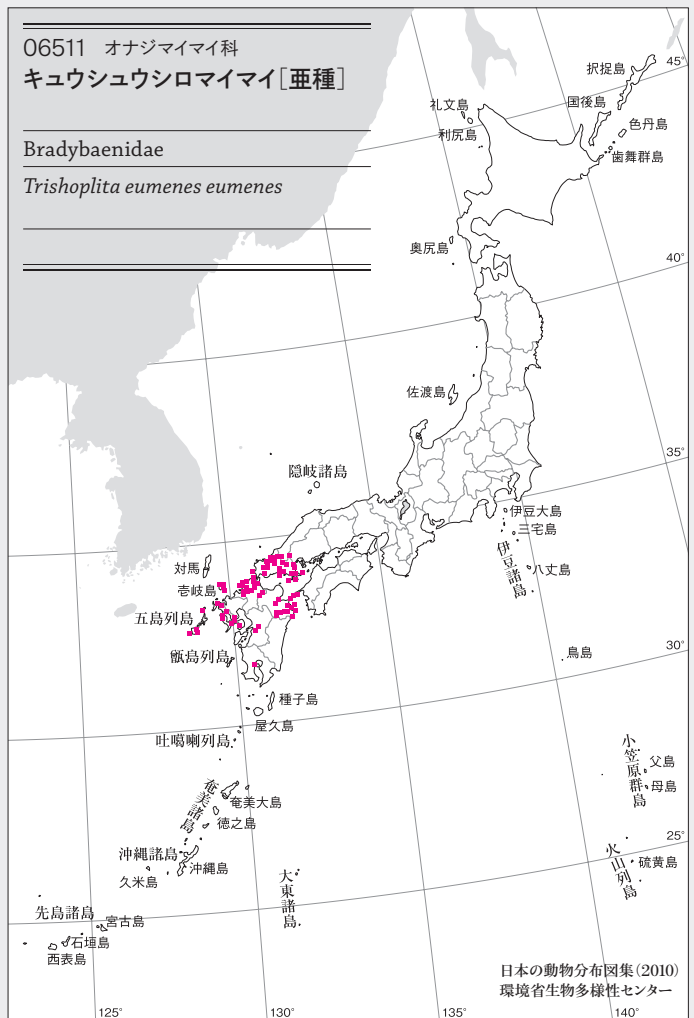 06511 オナジマイマイ科
キュウシュウシロマイマイ［亜種］
Bradybaenidae
Trishoplita eumenes eumenes
択捉島
45°
礼文島
国後島
利尻島
色丹島
歯舞群島
奥尻島
40°
佐渡島
35°
隠岐諸島
伊豆大島
三宅島
伊豆諸島
八丈島
対馬
壱岐島
五島列島
甑島列島
鳥島
30°
種子島
屋久島
吐噶喇列島
小笠原群島
父島
母島
奄美諸島
奄美大島
徳之島
25°
沖縄諸島
沖縄島
久米島
火山列島
硫黄島
大東諸島
先島諸島
宮古島
石垣島
西表島
日本の動物分布図集（2010）
環境省生物多様性センター
125°
130°
135°
140°